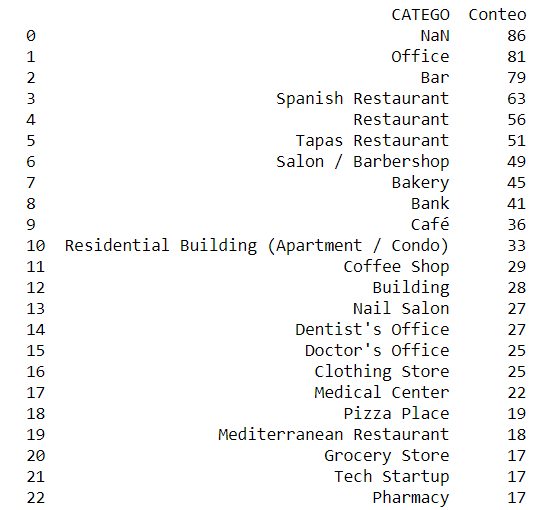 CATEGO Conteo
0 NaN 86
1 Office 81
2 Bar 79
3 Spanish Restaurant 63
4 Restaurant 56
5 Tapas Restaurant 51
6 Salon / Barbershop 49
7 Bakery 45
8 Bank 41
9 Café 36
10 Residential Building (Apartment / Condo) 33
11 Coffee Shop 29
12 Building 28
13 Nail Salon 27
14 Dentist's Office 27
15 Doctor's Office 25
16 Clothing Store 25
17 Medical Center 22
18 Pizza Place 19
19 Mediterranean Restaurant 18
20 Grocery Store 17
21 Tech Startup 17
22 Pharmacy 17